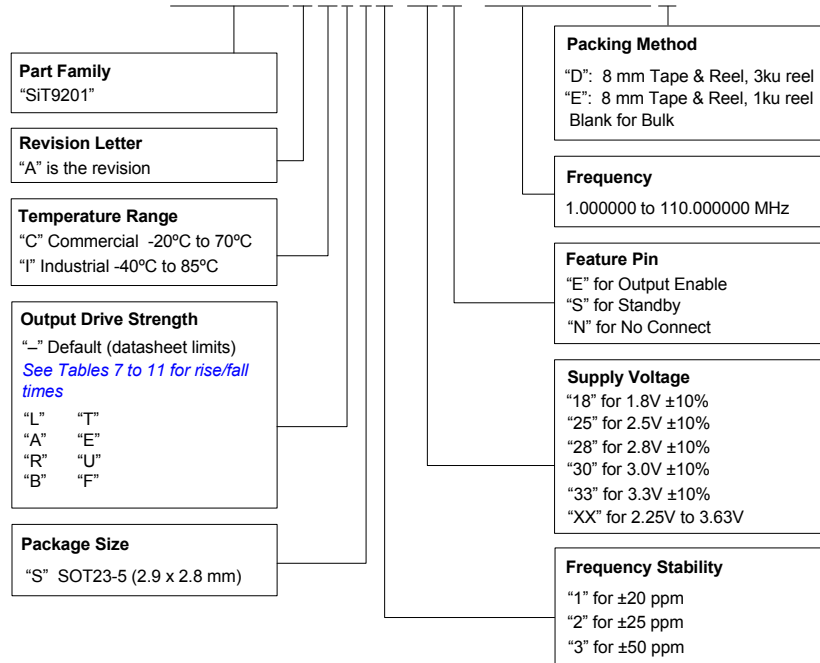 Part Family
“SiT9201”
Revision Letter
“A” is the revision
Temperature Range
“C” Commercial -20ºC to 70ºC
“I” Industrial -40ºC to 85ºC
Output Drive Strength
“–” Default (datasheet limits)
See Tables 7 to 11 for rise/fall
times
“L” “T”
“A” “E”
“R” “U”
“B” “F”
Package Size
“S” SOT23-5 (2.9 x 2.8 mm)
Packing Method
“D”: 8 mm Tape & Reel, 3ku reel
“E”: 8 mm Tape & Reel, 1ku reel
Blank for Bulk
Frequency
1.000000 to 110.000000 MHz
Feature Pin
“E” for Output Enable
“S” for Standby
“N” for No Connect
Supply Voltage
“18” for 1.8V ±10%
“25” for 2.5V ±10%
“28” for 2.8V ±10%
“30” for 3.0V ±10%
“33” for 3.3V ±10%
“XX” for 2.25V to 3.63V
Frequency Stability
“1” for ±20 ppm
“2” for ±25 ppm
“3” for ±50 ppm